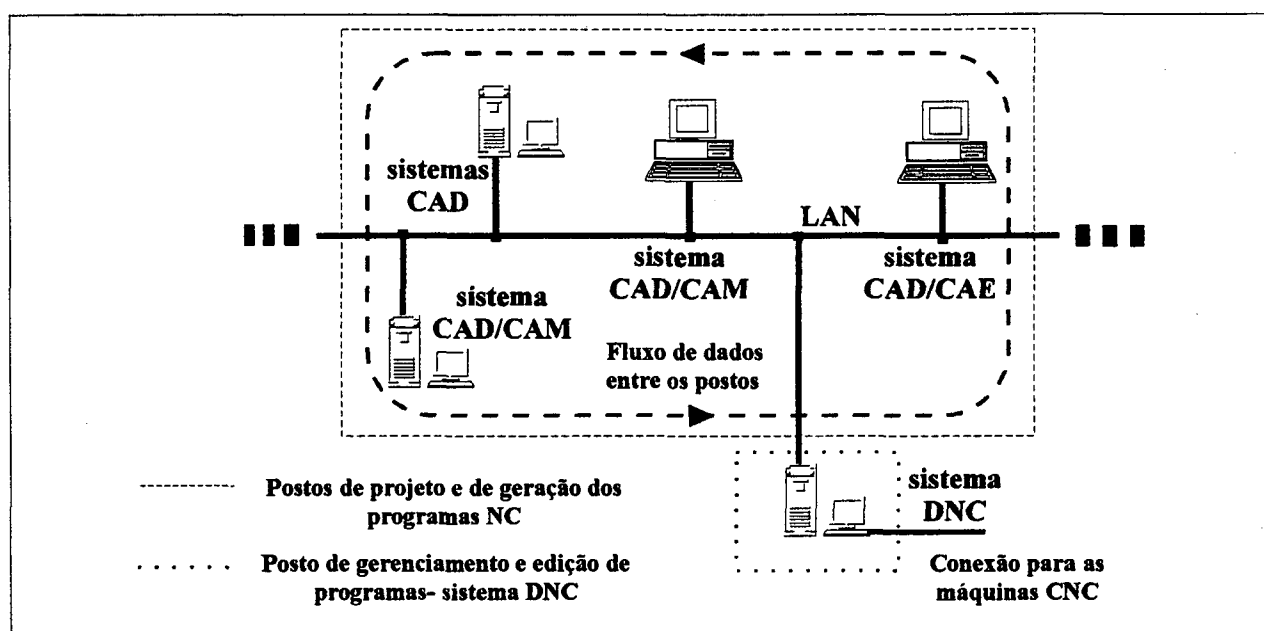 sistemas
CAD
LAN
sistema
CAD/CAM
sistema
CAD/CAE
sistema
CAD/CAM
Fluxo de dados
entre os postos
sistema
DNC
Postos de projeto e de geração dos
programas NC
Posto de gerenciamento e edição de
programas- sistema DNC
Conexão para as
máquinas CNC